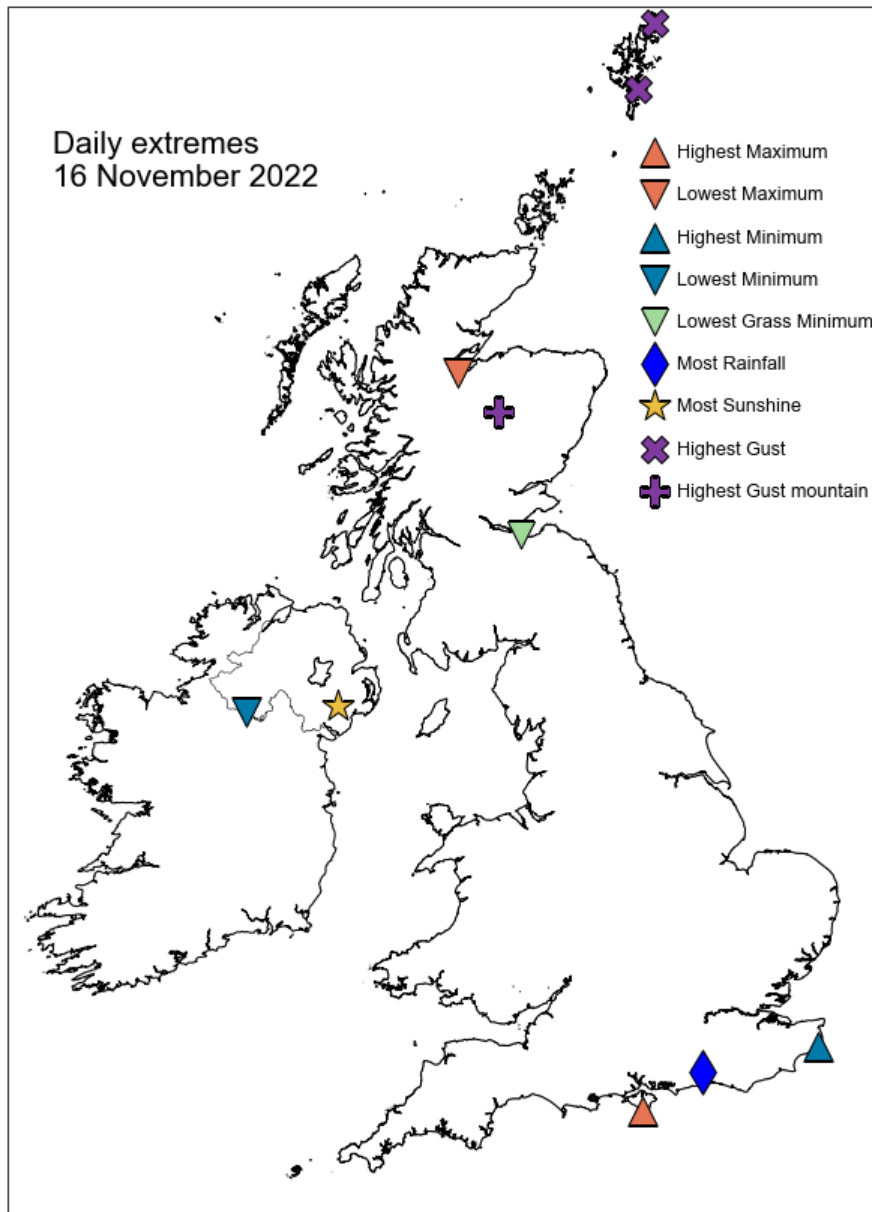 Daily extremes
16 November 2022
Highest Maximum
Lowest Maximum
Highest Minimum
Lowest Minimum
Lowest Grass Minimum
Most Rainfall
Most Sunshine
Highest Gust
Highest Gust mountain